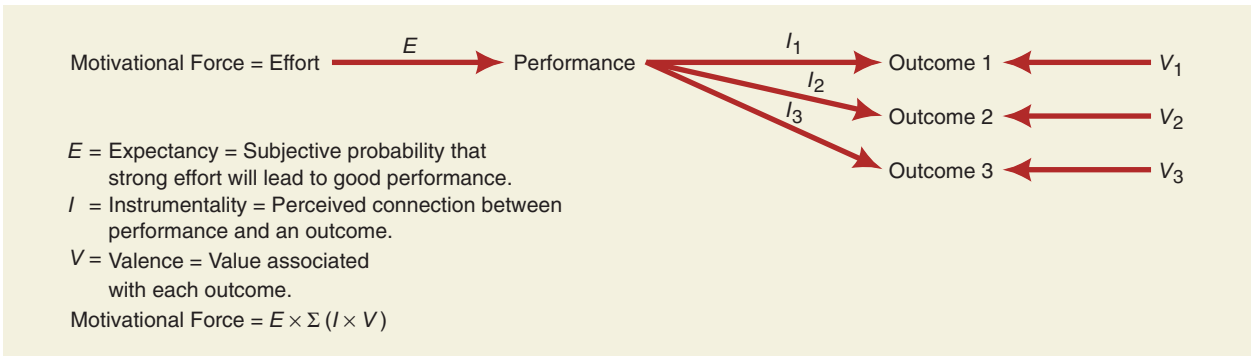 E
I1
Motivational Force = Effort Performance Outcome 1 V1
I2
I3
Outcome 2 V2
Outcome 3 V3
E = Expectancy = Subjective probability that
strong effort will lead to good performance.
I = Instrumentality = Perceived connection between
performance and an outcome.
V = Valence = Value associated
with each outcome.
Motivational Force = E × Σ (I × V)